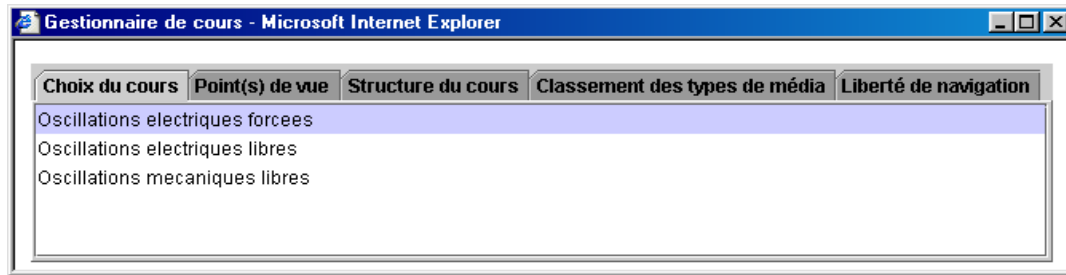 Gestionnaire de cours - Microsoft Internet Explorer
Choix du cours Point(s) de vue Structure du cours Classement des types de média Liberté de navigation
Oscillations electriques forcees
Oscillations electriques libres
Oscillations mecaniques libres